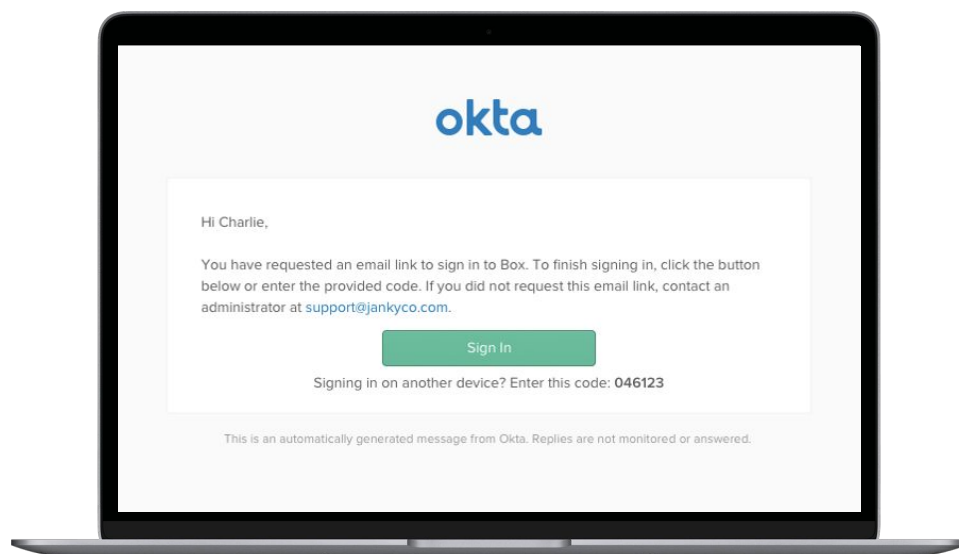 okta
Hi Charlie,
You have requested an email link to sign in to Box. To finish signing in, click the button
below or enter the provided code. If you did not request this email link, contact an
administrator at support@jankyco.com.
Sign In
Signing in on another device? Enter this code: 046123
This is an automatically generated message from Okta. Replies are not monitored or answered.